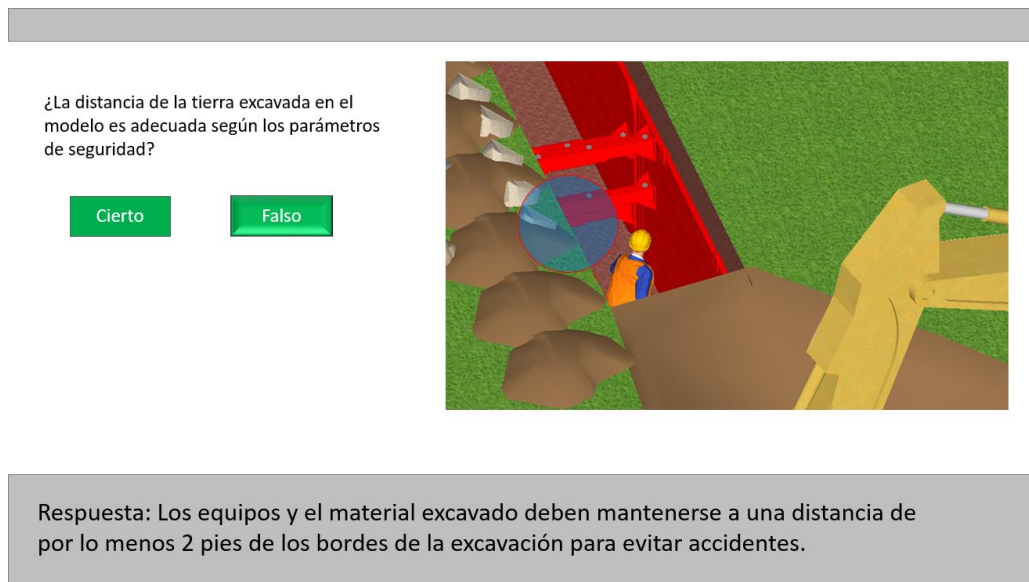 ¿La distancia de la tierra excavada en el
modelo es adecuada según los parámetros
de seguridad?
Cierto
Falso
Respuesta: Los equipos y el material excavado deben mantenerse a una distancia de
por lo menos 2 pies de los bordes de la excavación para evitar accidentes.